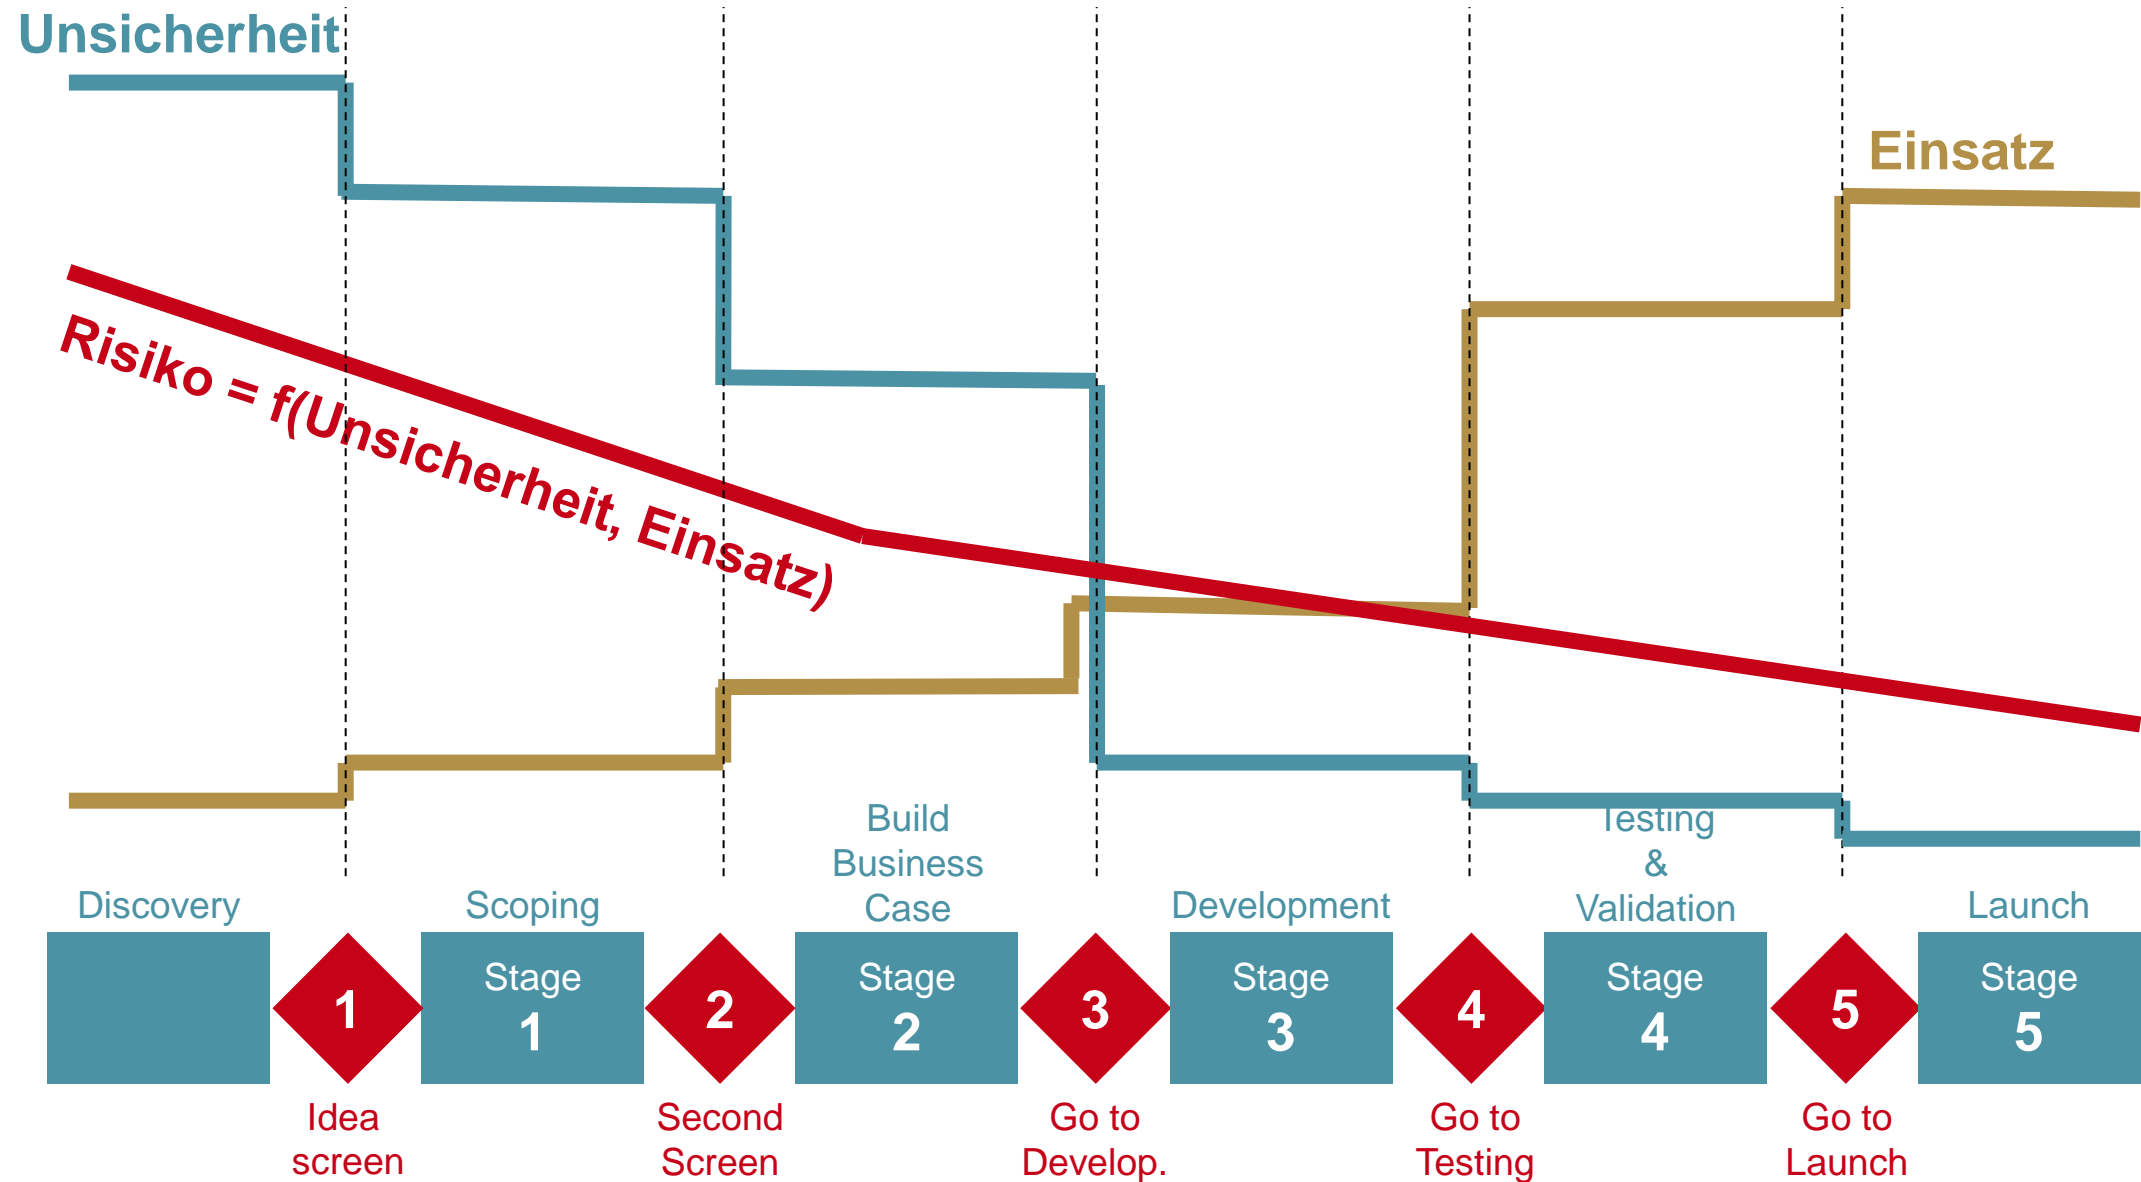 Unsicherheit
Einsatz
Risiko = f(Unsicherheit, Einsatz)
Discovery
Scoping
Build
Business
Case
Development
Testing
&
Validation
Launch
1
Stage
1
2
Stage
2
3
Stage
3
4
Stage
4
5
Stage
5
Idea
screen
Second
Screen
Go to
Develop.
Go to
Testing
Go to
Launch